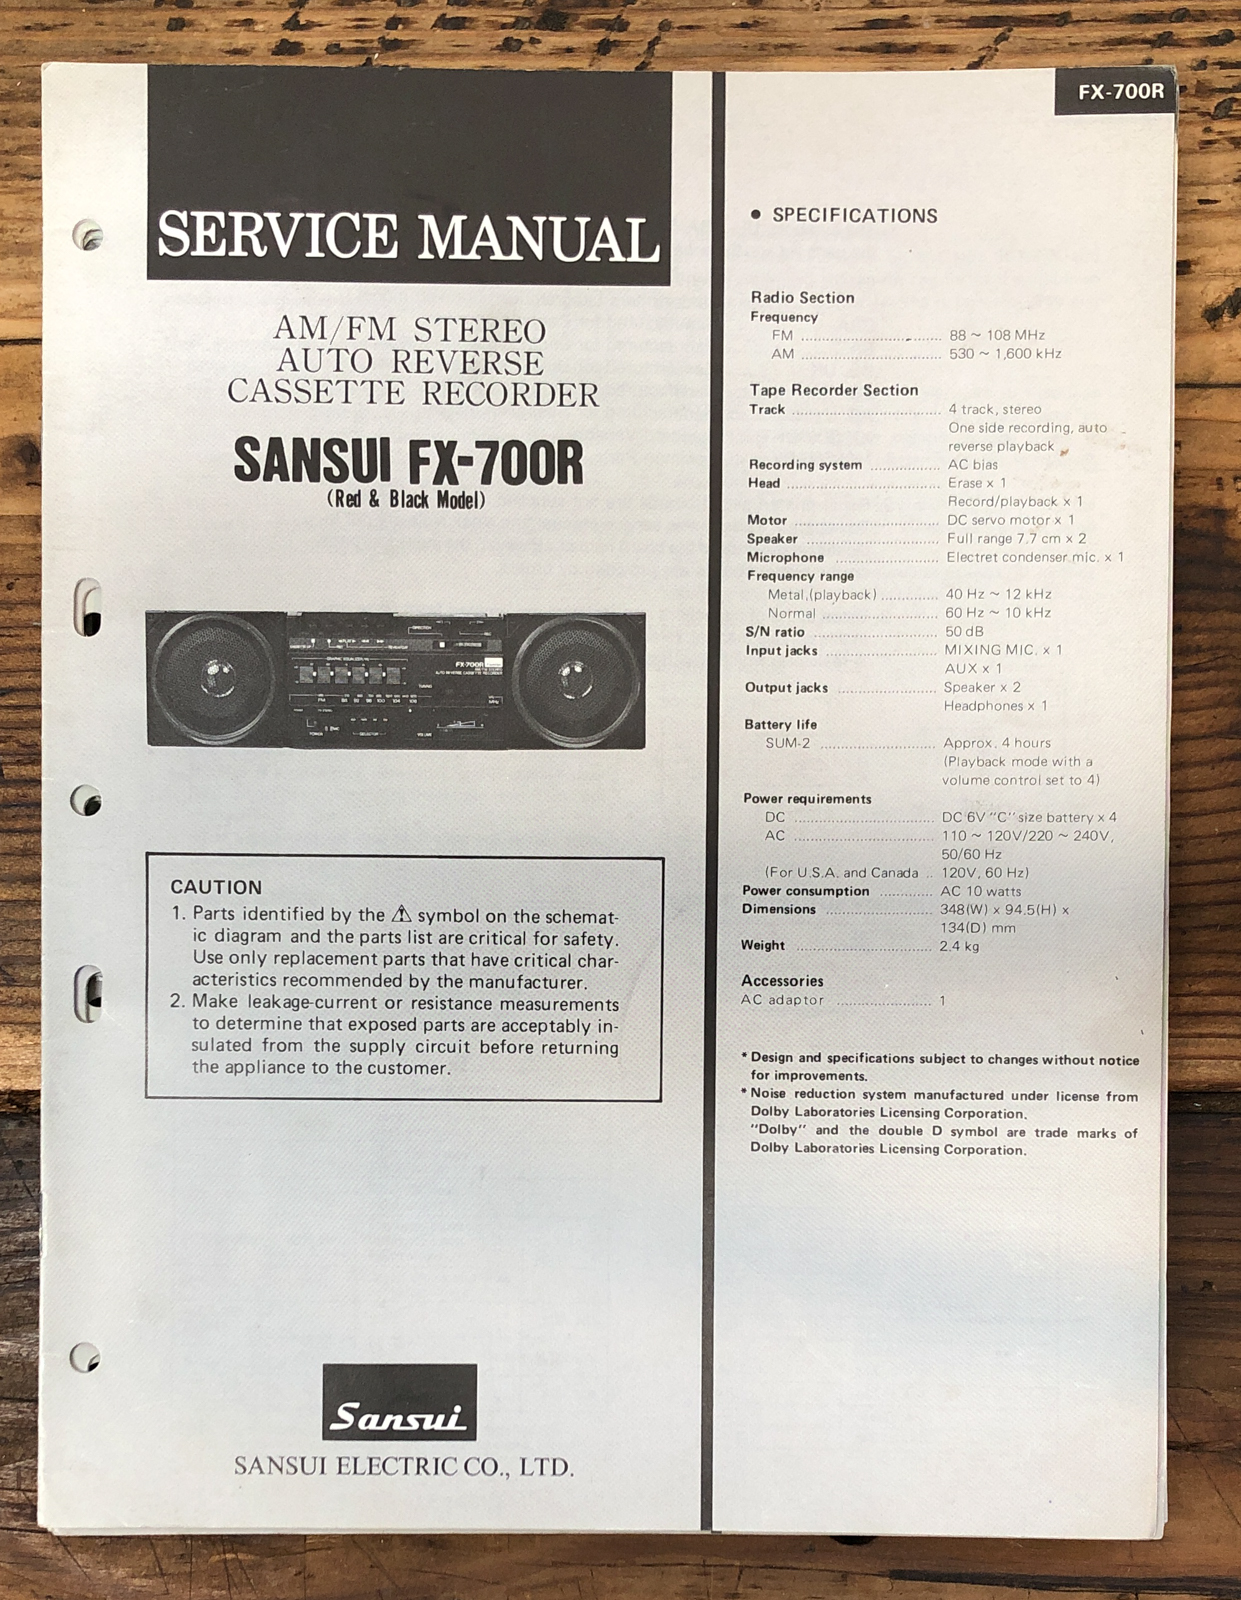 SERVICE MANUAL
AM/FM STEREO
AUTO REVERSE
CASSETTE RECORDER
SANSUI FX-700R
(Red & Black Model)
FX-700R
CAUTION
1. Parts identified by the ⚠ symbol on the schemat-
ic diagram and the parts list are critical for safety.
Use only replacement parts that have critical char-
acteristics recommended by the manufacturer.
2. Make leakage-current or resistance measurements
to determine that exposed parts are acceptably in-
sulated from the supply circuit before returning
the appliance to the customer.
Sansui
SANSUI ELECTRIC CO., LTD.
FX-700R
• SPECIFICATIONS
Radio Section
Frequency
FM ........................................ 88 ~ 108 MHz
AM ........................................ 530 ~ 1,600 kHz
Tape Recorder Section
Track ........................................ 4 track, stereo
One side recording, auto
reverse playback
Recording system .................. AC bias
Head ........................................ Erase x 1
Record/playback x 1
Motor ...................................... DC servo motor x 1
Speaker .................................... Full range 7.7 cm x 2
Microphone ............................ Electret condenser mic. x 1
Frequency range
Metal (playback) .............. 40 Hz ~ 12 kHz
Normal .............................. 60 Hz ~ 10 kHz
S/N ratio ................................ 50 dB
Input jacks .............................. MIXING MIC. x 1
AUX x 1
Output jacks .......................... Speaker x 2
Headphones x 1
Battery life
SUM-2 .............................. Approx. 4 hours
(Playback mode with a
volume control set to 4)
Power requirements
DC .................................... DC 6V "C" size battery x 4
AC .................................... 110 ~ 120V/220 ~ 240V,
50/60 Hz
(For U.S.A. and Canada .. 120V, 60 Hz)
Power consumption .............. AC 10 watts
Dimensions ............................ 348(W) x 94.5(H) x
134(D) mm
Weight .................................... 2.4 kg
Accessories
AC adaptor ........................ 1
* Design and specifications subject to changes without notice
for improvements.
* Noise reduction system manufactured under license from
Dolby Laboratories Licensing Corporation.
"Dolby" and the double D symbol are trade marks of
Dolby Laboratories Licensing Corporation.